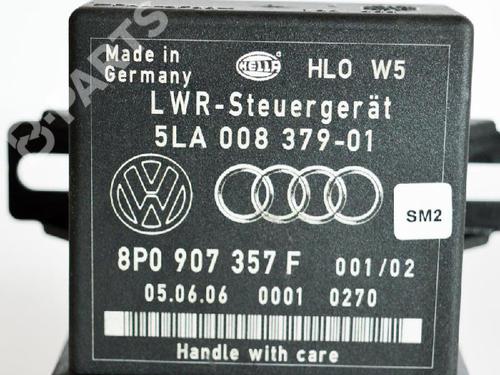 Made in
Germany
HELLA
HLO W5
LWR-Steuergerät
5LA 008 379-01
SM2
8P0 907 357 F 001/02
05.06.06 0001 0270
Handle with care
PARTS